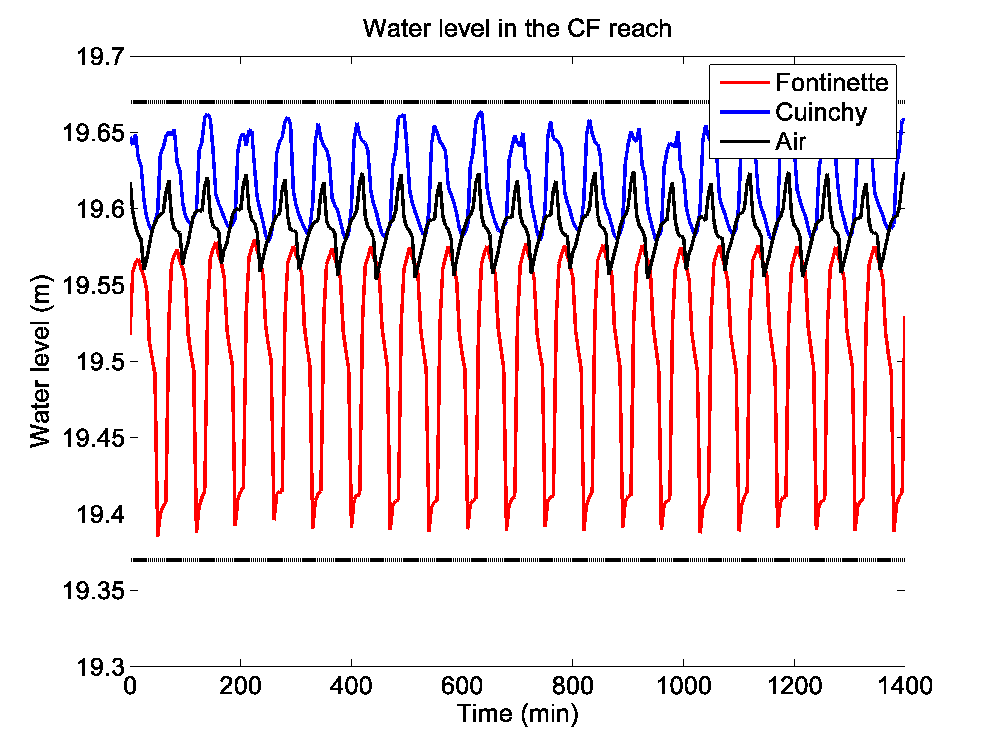 Water level in the CF reach
19.7
19.65
19.6
19.55
19.5
19.45
19.4
19.35
19.3
Water level (m)
Fontinette
Cuinchy
Air
0 200 400 600 800 1000 1200 1400
Time (min)